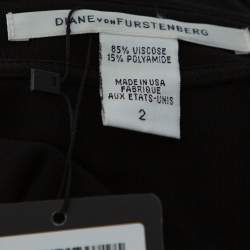 DIANE VON FURSTENBERG
85% VISCOSE
15% POLYAMIDE
MADE IN USA
FABRIQUE
AUX ETATS-UNIS
2